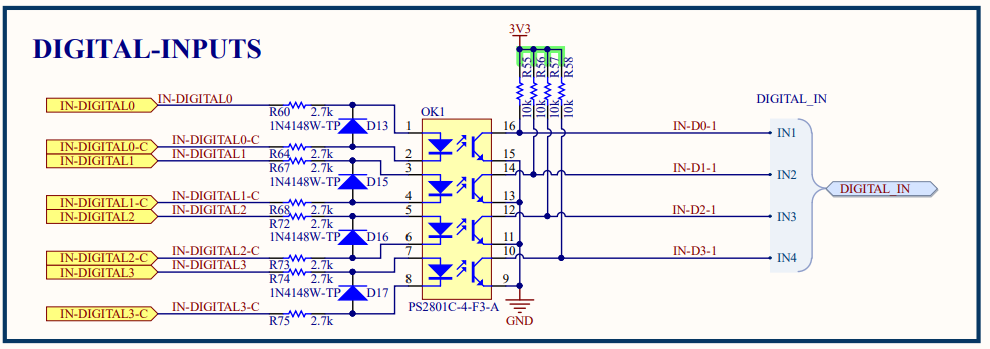 3V3
DIGITAL-INPUTS
R55
R56
R57
R58
10k
10k
10k
10k
DIGITAL_IN
IN-DIGITAL0 IN-DIGITAL0
R60 2.7k
OK1
1N4148W-TP D13
1 16 IN-D0-1 IN1
IN-DIGITAL0-C IN-DIGITAL0-C
R64 2.7k
2 15
IN-DIGITAL1 IN-DIGITAL1
R67 2.7k
3 14 IN-D1-1 IN2
1N4148W-TP D15
DIGITAL_IN
IN-DIGITAL1-C IN-DIGITAL1-C
4 13
R68 2.7k
IN-DIGITAL2 IN-DIGITAL2
5 12 IN-D2-1 IN3
R72 2.7k
1N4148W-TP D16
6 11
IN-DIGITAL2-C IN-DIGITAL2-C
R73 2.7k
7 10 IN-D3-1 IN4
IN-DIGITAL3 IN-DIGITAL3
R74 2.7k
8 9
1N4148W-TP D17
PS2801C-4-F3-A
IN-DIGITAL3-C IN-DIGITAL3-C
R75 2.7k
GND